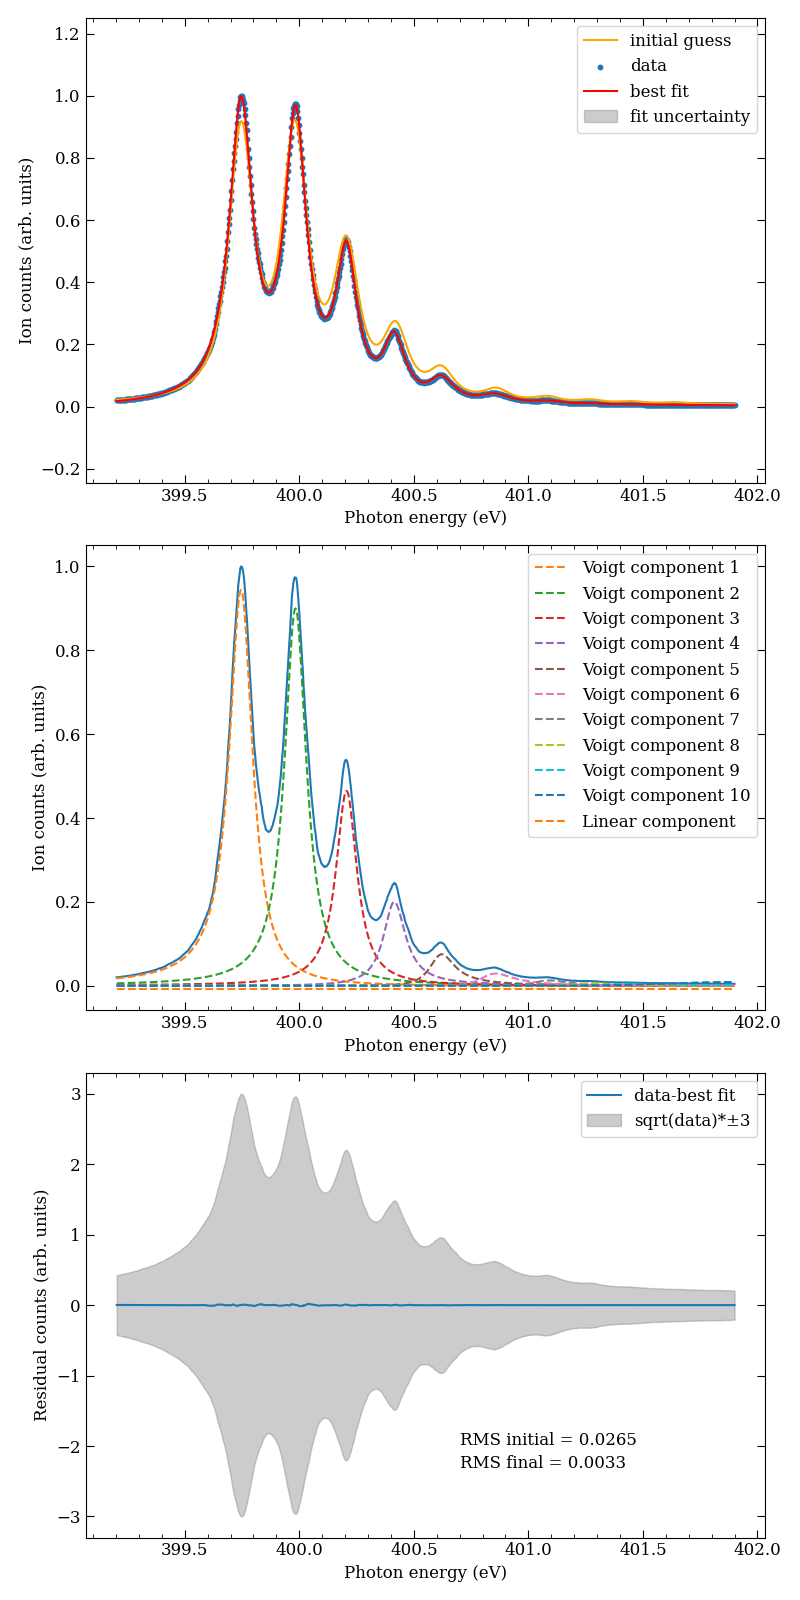 1.2
1.0
0.8
0.6
0.4
0.2
0.0
−0.2
Ion counts (arb. units)
initial guess
data
best fit
fit uncertainty
399.5 400.0 400.5 401.0 401.5 402.0
Photon energy (eV)
1.0
0.8
0.6
0.4
0.2
0.0
Ion counts (arb. units)
Voigt component 1
Voigt component 2
Voigt component 3
Voigt component 4
Voigt component 5
Voigt component 6
Voigt component 7
Voigt component 8
Voigt component 9
Voigt component 10
Linear component
399.5 400.0 400.5 401.0 401.5 402.0
Photon energy (eV)
3
2
1
0
−1
−2
−3
Residual counts (arb. units)
data-best fit
sqrt(data)*±3
RMS initial = 0.0265
RMS final = 0.0033
399.5 400.0 400.5 401.0 401.5 402.0
Photon energy (eV)